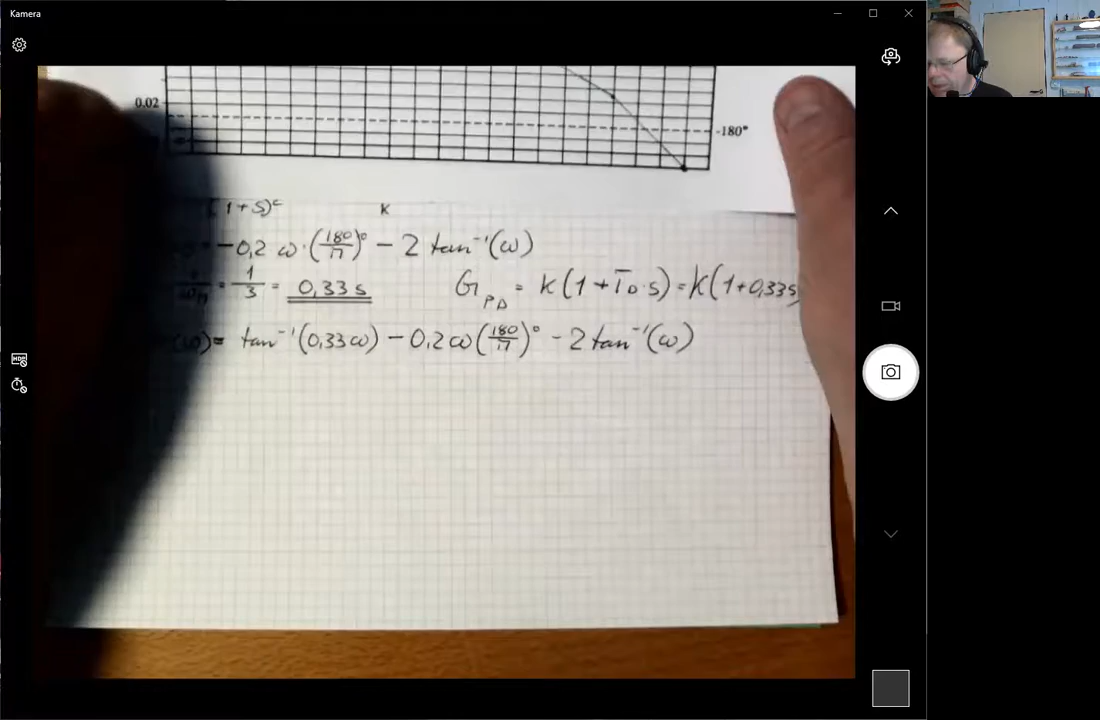 Kamera
0.02
-180°
1+s)²
K
-0,2 ω·(180/π)° - 2 tan⁻¹(ω)
= 1/3 = 0,33 s
G_PD = K(1+T_D·s) = K(1+0,33s
(ω) = tan⁻¹(0,33ω) - 0,2ω(180/π)° - 2 tan⁻¹(ω)